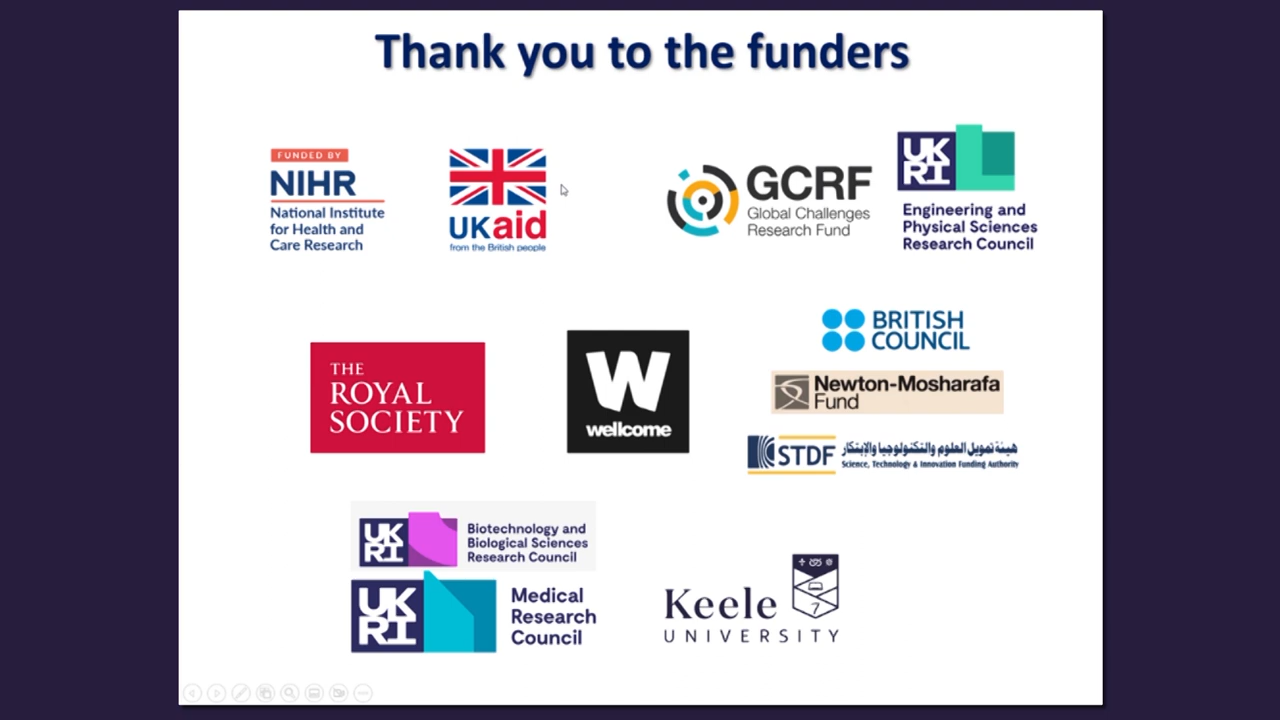 Thank you to the funders
FUNDED BY
NIHR
National Institute
for Health and
Care Research
UKaid
from the British people
GCRF
Global Challenges
Research Fund
UK
RI
Engineering and
Physical Sciences
Research Council
THE
ROYAL
SOCIETY
W
wellcome
BRITISH
COUNCIL
Newton-Mosharafa
Fund
STDF
هيئة تمويل العلوم والتكنولوجيا والإبتكار
Science, Technology & Innovation Funding Authority
UK
RI
Biotechnology and
Biological Sciences
Research Council
UK
RI
Medical
Research
Council
Keele
UNIVERSITY